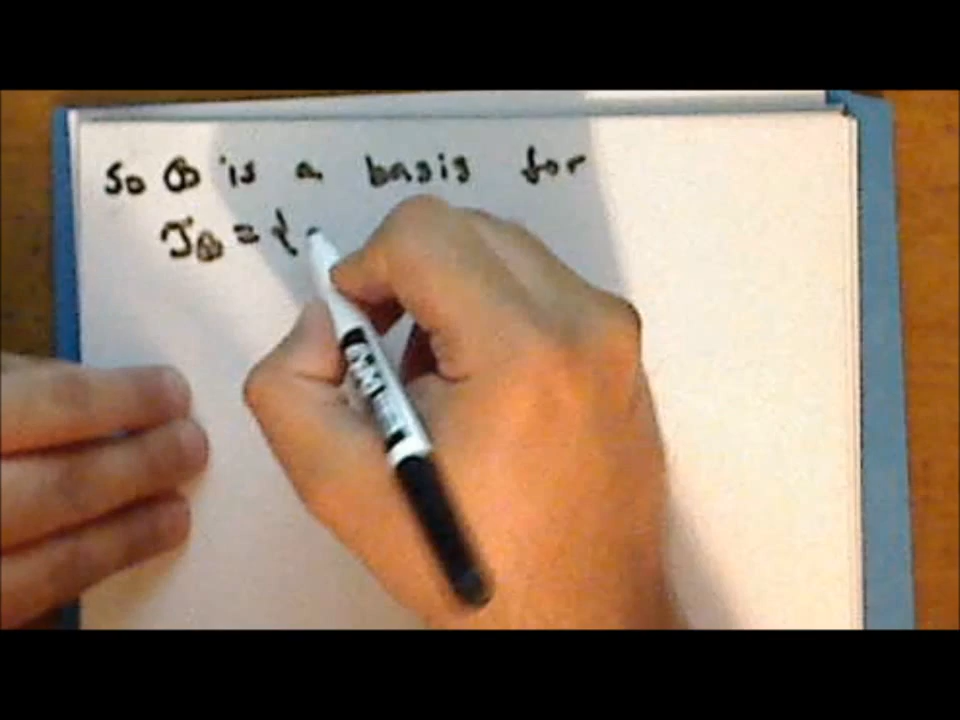 So B is a basis for
T_B = {